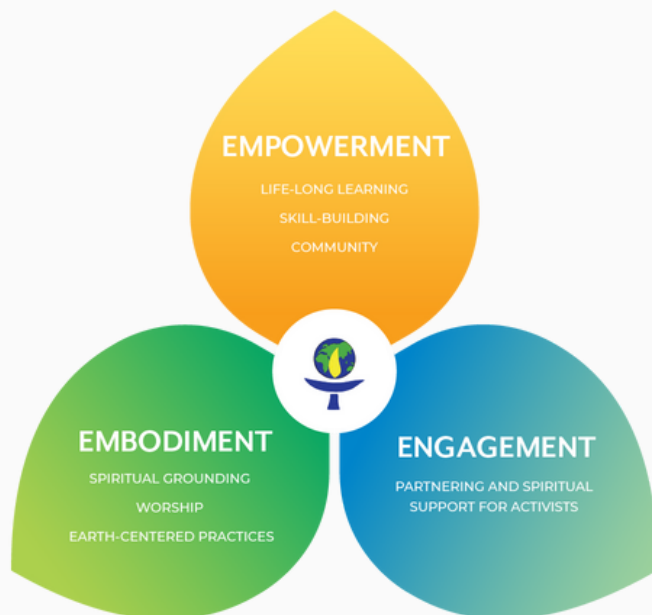 EMPOWERMENT
LIFE-LONG LEARNING
SKILL-BUILDING
COMMUNITY
EMBODIMENT
SPIRITUAL GROUNDING
WORSHIP
EARTH-CENTERED PRACTICES
ENGAGEMENT
PARTNERING AND SPIRITUAL
SUPPORT FOR ACTIVISTS